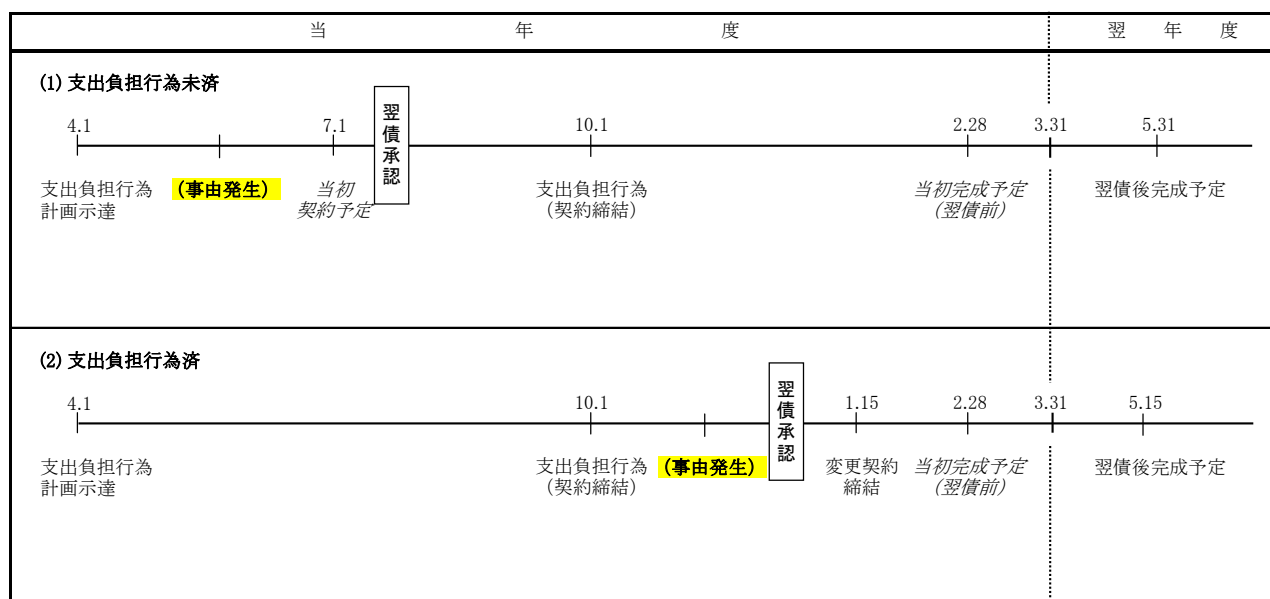 当 年 度 翌 年 度
(1) 支出負担行為未済
翌債承認
4.1 7.1 10.1 2.28 3.31 5.31
支出負担行為 (事由発生) 当初 支出負担行為 当初完成予定 翌債後完成予定
計画示達 契約予定 (契約締結) (翌債前)
(2) 支出負担行為済
翌債承認
4.1 10.1 1.15 2.28 3.31 5.15
支出負担行為 支出負担行為 (事由発生) 変更契約 当初完成予定 翌債後完成予定
計画示達 (契約締結) 締結 (翌債前)